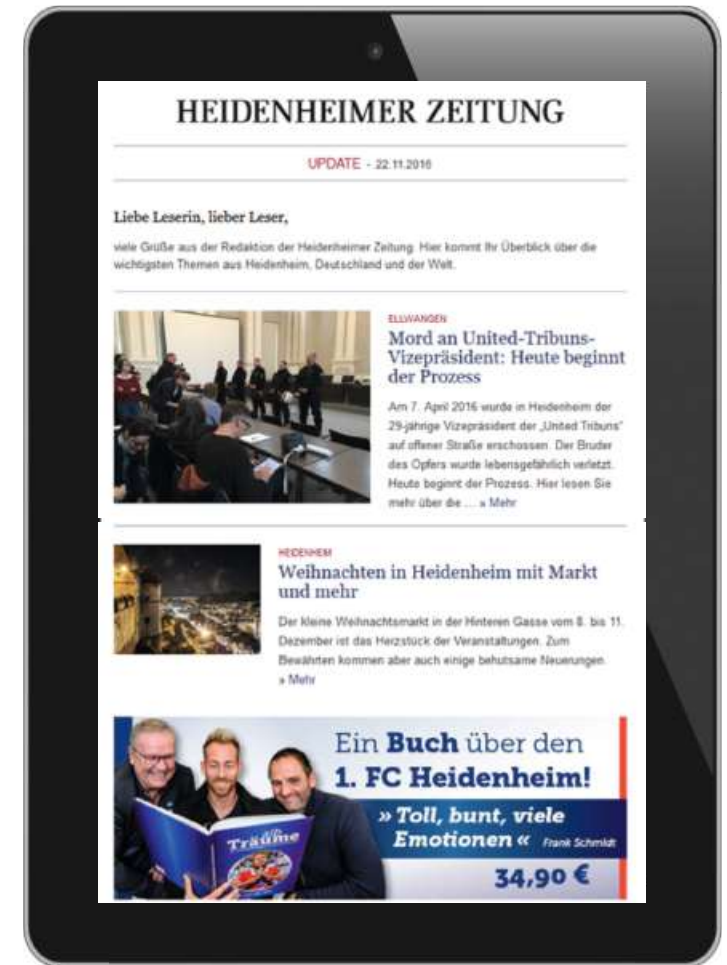 HEIDENHEIMER ZEITUNG
UPDATE - 22.11.2016
Liebe Leserin, lieber Leser,
viele Grüße aus der Redaktion der Heidenheimer Zeitung. Hier kommt Ihr Überblick über die
wichtigsten Themen aus Heidenheim, Deutschland und der Welt.
ELLWANGEN
Mord an United-Tribuns-
Vizepräsident: Heute beginnt
der Prozess
Am 7. April 2016 wurde in Heidenheim der
29-jährige Vizepräsident der „United Tribuns"
auf offener Straße erschossen. Der Bruder
des Opfers wurde lebensgefährlich verletzt.
Heute beginnt der Prozess. Hier lesen Sie
mehr über die ... » Mehr
HEIDENHEIM
Weihnachten in Heidenheim mit Markt
und mehr
Der kleine Weihnachtsmarkt in der Hinteren Gasse vom 8. bis 11.
Dezember ist das Herzstück der Veranstaltungen. Zum
Bewährten kommen aber auch einige behutsame Neuerungen.
» Mehr
Ein Buch über den
1. FC Heidenheim!
» Toll, bunt, viele
Emotionen « Frank Schmidt
34,90 €
Träume